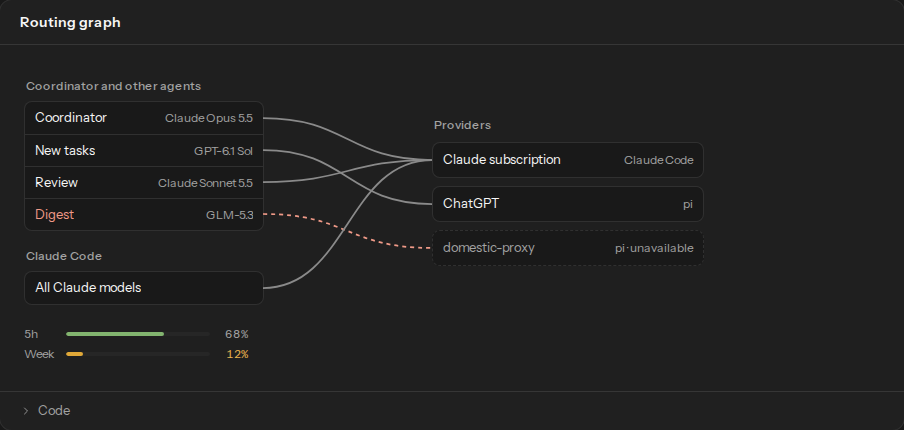 Routing graph
Coordinator and other agents
Coordinator Claude Opus 5.5
New tasks GPT-6.1 Sol
Review Claude Sonnet 5.5
Digest GLM-5.3
Claude Code
All Claude models
5h 68%
Week 12%
Providers
Claude subscription Claude Code
ChatGPT pi
domestic-proxy pi·unavailable
Code